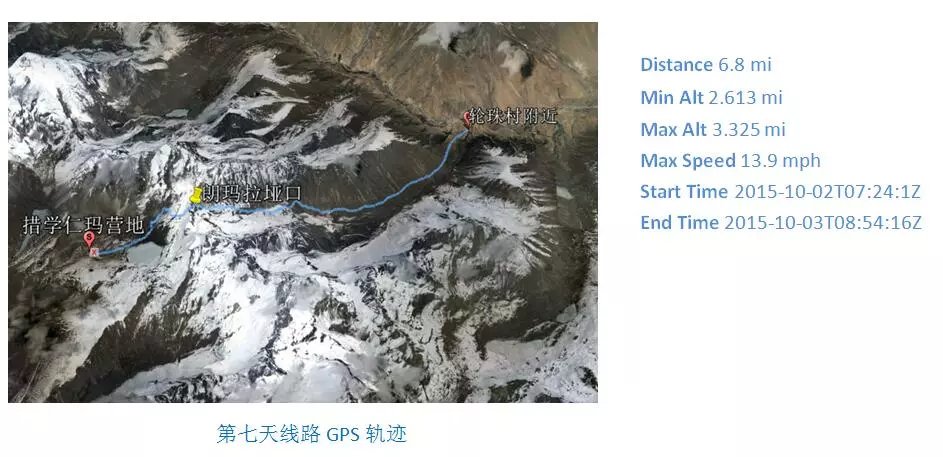 轮珠村附近
朗玛拉垭口
措学仁玛营地
S
Distance 6.8 mi
Min Alt 2.613 mi
Max Alt 3.325 mi
Max Speed 13.9 mph
Start Time 2015-10-02T07:24:1Z
End Time 2015-10-03T08:54:16Z
第七天线路 GPS 轨迹